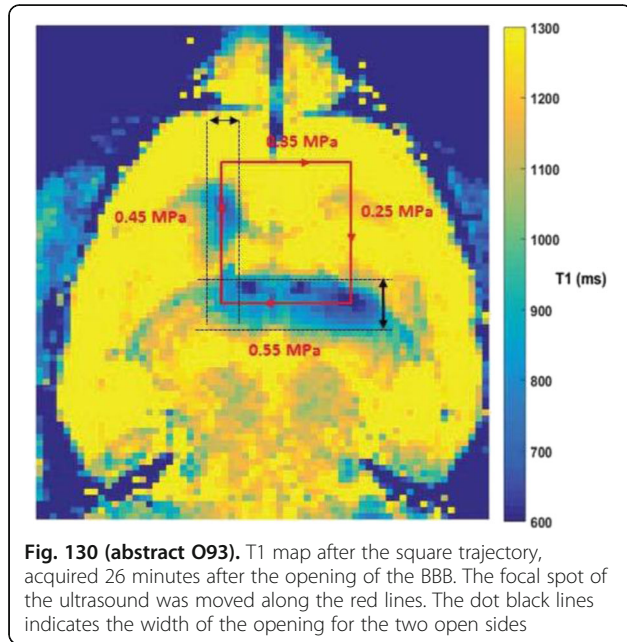 1300
1200
0.35 MPa
1100
0.45 MPa
0.25 MPa
1000
T1 (ms)
900
0.55 MPa
800
700
600
Fig. 130 (abstract O93). T1 map after the square trajectory,
acquired 26 minutes after the opening of the BBB. The focal spot of
the ultrasound was moved along the red lines. The dot black lines
indicates the width of the opening for the two open sides